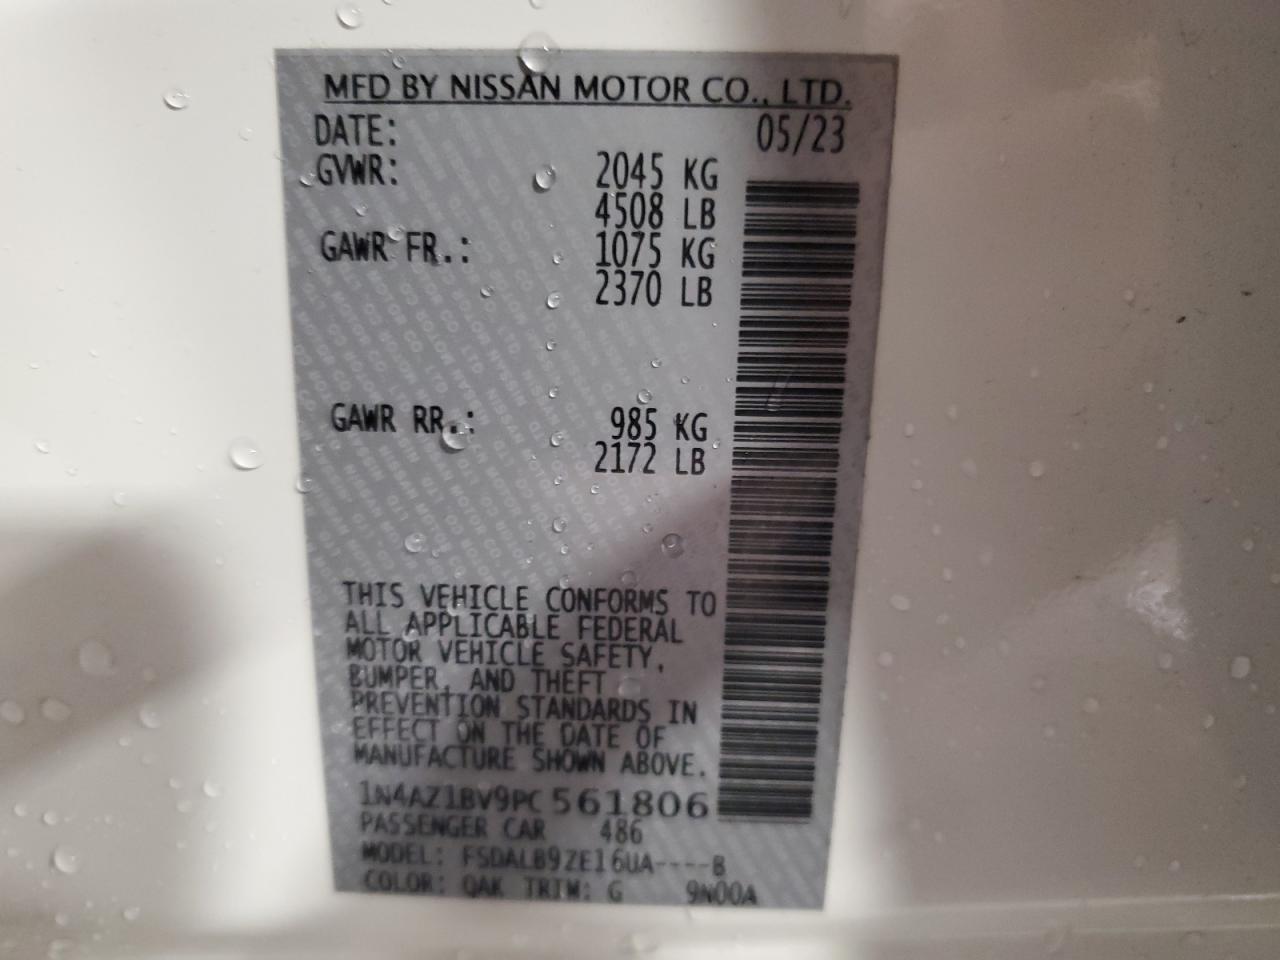 MFD BY NISSAN MOTOR CO., LTD.
DATE: 05/23
GVWR: 2045 KG
4508 LB
GAWR FR.: 1075 KG
2370 LB
GAWR RR.: 985 KG
2172 LB
THIS VEHICLE CONFORMS TO
ALL APPLICABLE FEDERAL
MOTOR VEHICLE SAFETY,
BUMPER, AND THEFT
PREVENTION STANDARDS IN
EFFECT ON THE DATE OF
MANUFACTURE SHOWN ABOVE.
1N4AZ1BV9PC561806
PASSENGER CAR 486
MODEL: FSDALB9ZE16UA----B
COLOR: QAK TRIM: G 9N00A